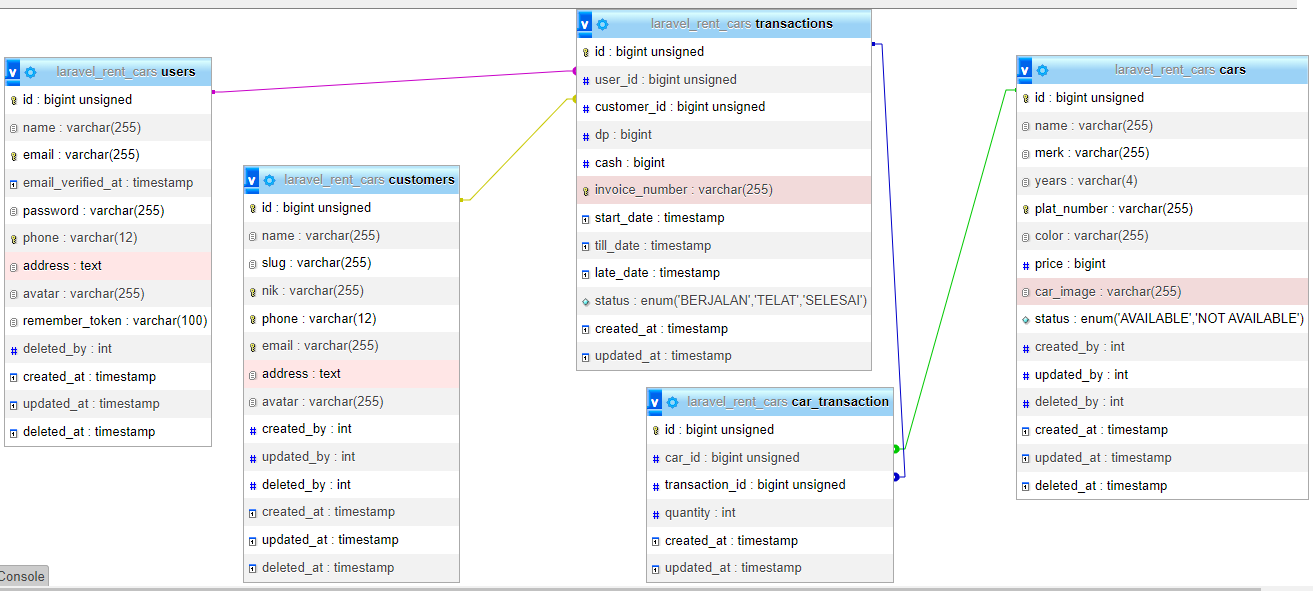 laravel_rent_cars users
id : bigint unsigned
name : varchar(255)
email : varchar(255)
email_verified_at : timestamp
password : varchar(255)
phone : varchar(12)
address : text
avatar : varchar(255)
remember_token : varchar(100)
deleted_by : int
created_at : timestamp
updated_at : timestamp
deleted_at : timestamp
laravel_rent_cars customers
id : bigint unsigned
name : varchar(255)
slug : varchar(255)
nik : varchar(255)
phone : varchar(12)
email : varchar(255)
address : text
avatar : varchar(255)
created_by : int
updated_by : int
deleted_by : int
created_at : timestamp
updated_at : timestamp
deleted_at : timestamp
laravel_rent_cars transactions
id : bigint unsigned
user_id : bigint unsigned
customer_id : bigint unsigned
dp : bigint
cash : bigint
invoice_number : varchar(255)
start_date : timestamp
till_date : timestamp
late_date : timestamp
status : enum('BERJALAN','TELAT','SELESAI')
created_at : timestamp
updated_at : timestamp
laravel_rent_cars car_transaction
id : bigint unsigned
car_id : bigint unsigned
transaction_id : bigint unsigned
quantity : int
created_at : timestamp
updated_at : timestamp
laravel_rent_cars cars
id : bigint unsigned
name : varchar(255)
merk : varchar(255)
years : varchar(4)
plat_number : varchar(255)
color : varchar(255)
price : bigint
car_image : varchar(255)
status : enum('AVAILABLE','NOT AVAILABLE')
created_by : int
updated_by : int
deleted_by : int
created_at : timestamp
updated_at : timestamp
deleted_at : timestamp
Console